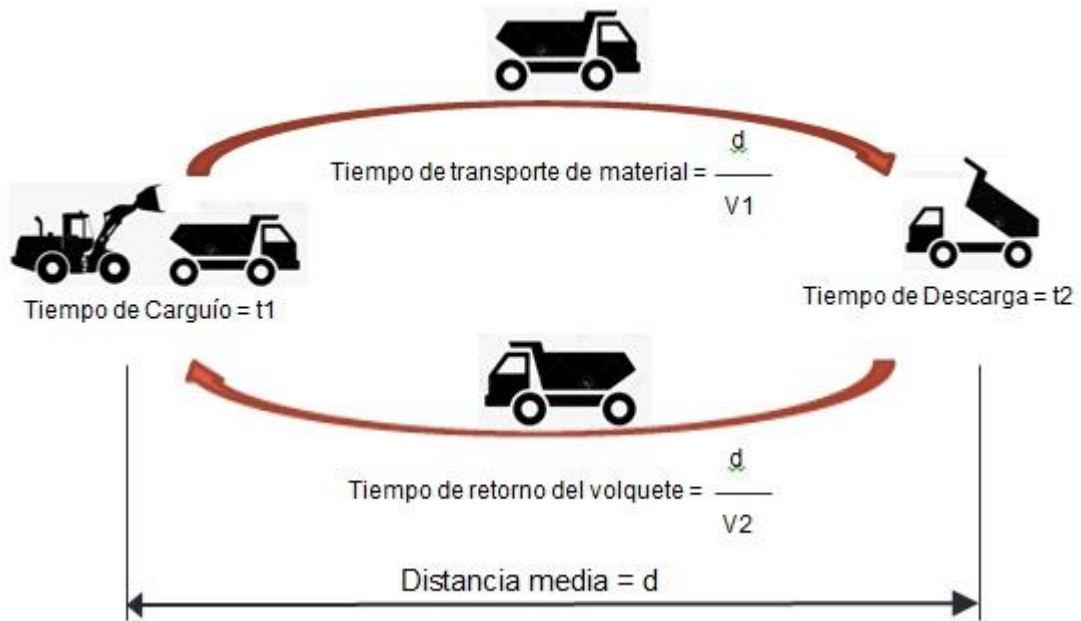 d
Tiempo de transporte de material =
V1
Tiempo de Carguío = t1
Tiempo de Descarga = t2
d
Tiempo de retorno del volquete =
V2
Distancia media = d